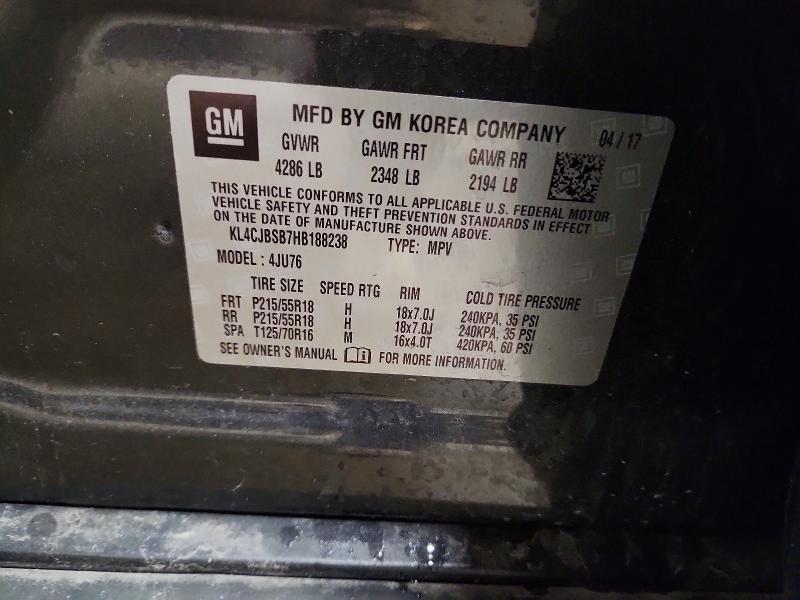 GM MFD BY GM KOREA COMPANY 04 / 17
GVWR GAWR FRT GAWR RR
4286 LB 2348 LB 2194 LB
THIS VEHICLE CONFORMS TO ALL APPLICABLE U.S. FEDERAL MOTOR
VEHICLE SAFETY AND THEFT PREVENTION STANDARDS IN EFFECT
ON THE DATE OF MANUFACTURE SHOWN ABOVE.
KL4CJBSB7HB188238 TYPE: MPV
MODEL : 4JU76
TIRE SIZE SPEED RTG RIM COLD TIRE PRESSURE
FRT P215/55R18 H 18x7.0J 240KPA, 35 PSI
RR P215/55R18 H 18x7.0J 240KPA, 35 PSI
SPA T125/70R16 M 16x4.0T 420KPA, 60 PSI
SEE OWNER'S MANUAL FOR MORE INFORMATION.